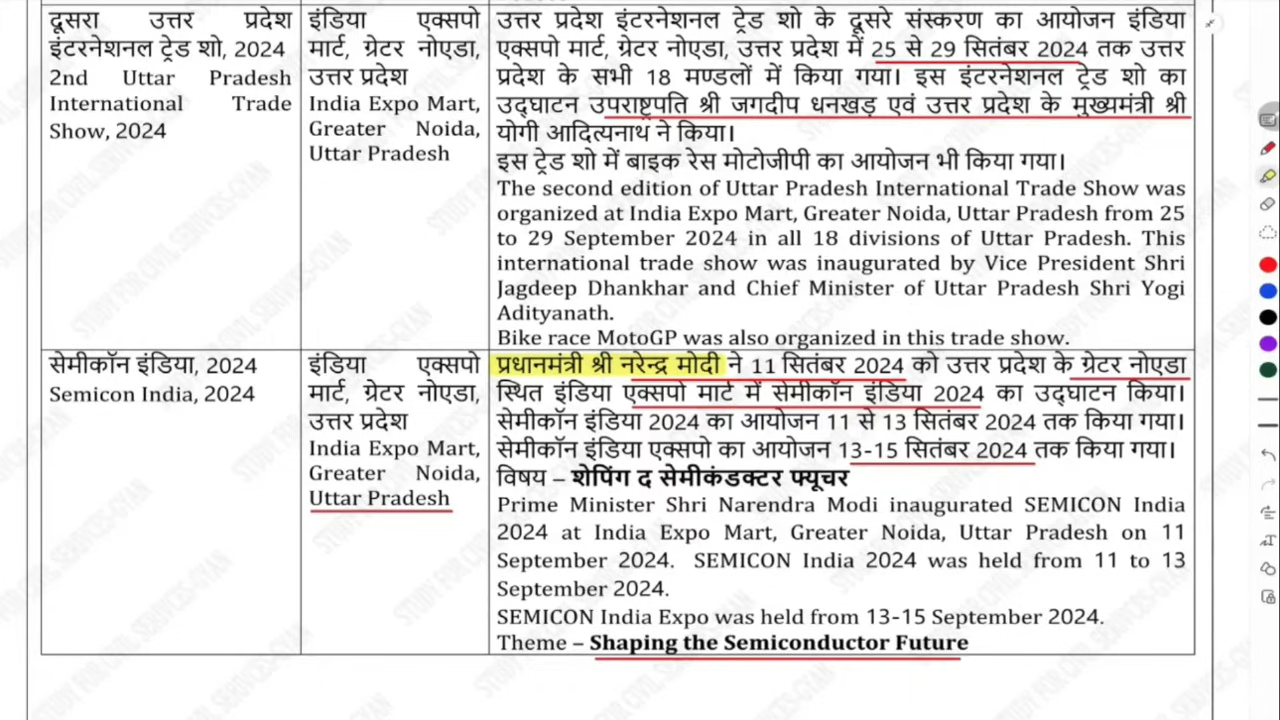 दूसरा उत्तर प्रदेश
इंटरनेशनल ट्रेड शो, 2024
2nd Uttar Pradesh
International Trade
Show, 2024
इंडिया एक्सपो
मार्ट, ग्रेटर नोएडा,
उत्तर प्रदेश
India Expo Mart,
Greater Noida,
Uttar Pradesh
उत्तर प्रदेश इंटरनेशनल ट्रेड शो के दूसरे संस्करण का आयोजन इंडिया
एक्सपो मार्ट, ग्रेटर नोएडा, उत्तर प्रदेश में 25 से 29 सितंबर 2024 तक उत्तर
प्रदेश के सभी 18 मण्डलों में किया गया। इस इंटरनेशनल ट्रेड शो का
उद्घाटन उपराष्ट्रपति श्री जगदीप धनखड़ एवं उत्तर प्रदेश के मुख्यमंत्री श्री
योगी आदित्यनाथ ने किया।
इस ट्रेड शो में बाइक रेस मोटोजीपी का आयोजन भी किया गया।
The second edition of Uttar Pradesh International Trade Show was
organized at India Expo Mart, Greater Noida, Uttar Pradesh from 25
to 29 September 2024 in all 18 divisions of Uttar Pradesh. This
international trade show was inaugurated by Vice President Shri
Jagdeep Dhankhar and Chief Minister of Uttar Pradesh Shri Yogi
Adityanath.
Bike race MotoGP was also organized in this trade show.
सेमीकॉन इंडिया, 2024
Semicon India, 2024
इंडिया एक्सपो
मार्ट, ग्रेटर नोएडा,
उत्तर प्रदेश
India Expo Mart,
Greater Noida,
Uttar Pradesh
प्रधानमंत्री श्री नरेन्द्र मोदी ने 11 सितंबर 2024 को उत्तर प्रदेश के ग्रेटर नोएडा
स्थित इंडिया एक्सपो मार्ट में सेमीकॉन इंडिया 2024 का उद्घाटन किया।
सेमीकॉन इंडिया 2024 का आयोजन 11 से 13 सितंबर 2024 तक किया गया।
सेमीकॉन इंडिया एक्सपो का आयोजन 13-15 सितंबर 2024 तक किया गया।
विषय – शेपिंग द सेमीकंडक्टर फ्यूचर
Prime Minister Shri Narendra Modi inaugurated SEMICON India
2024 at India Expo Mart, Greater Noida, Uttar Pradesh on 11
September 2024. SEMICON India 2024 was held from 11 to 13
September 2024.
SEMICON India Expo was held from 13-15 September 2024.
Theme – Shaping the Semiconductor Future